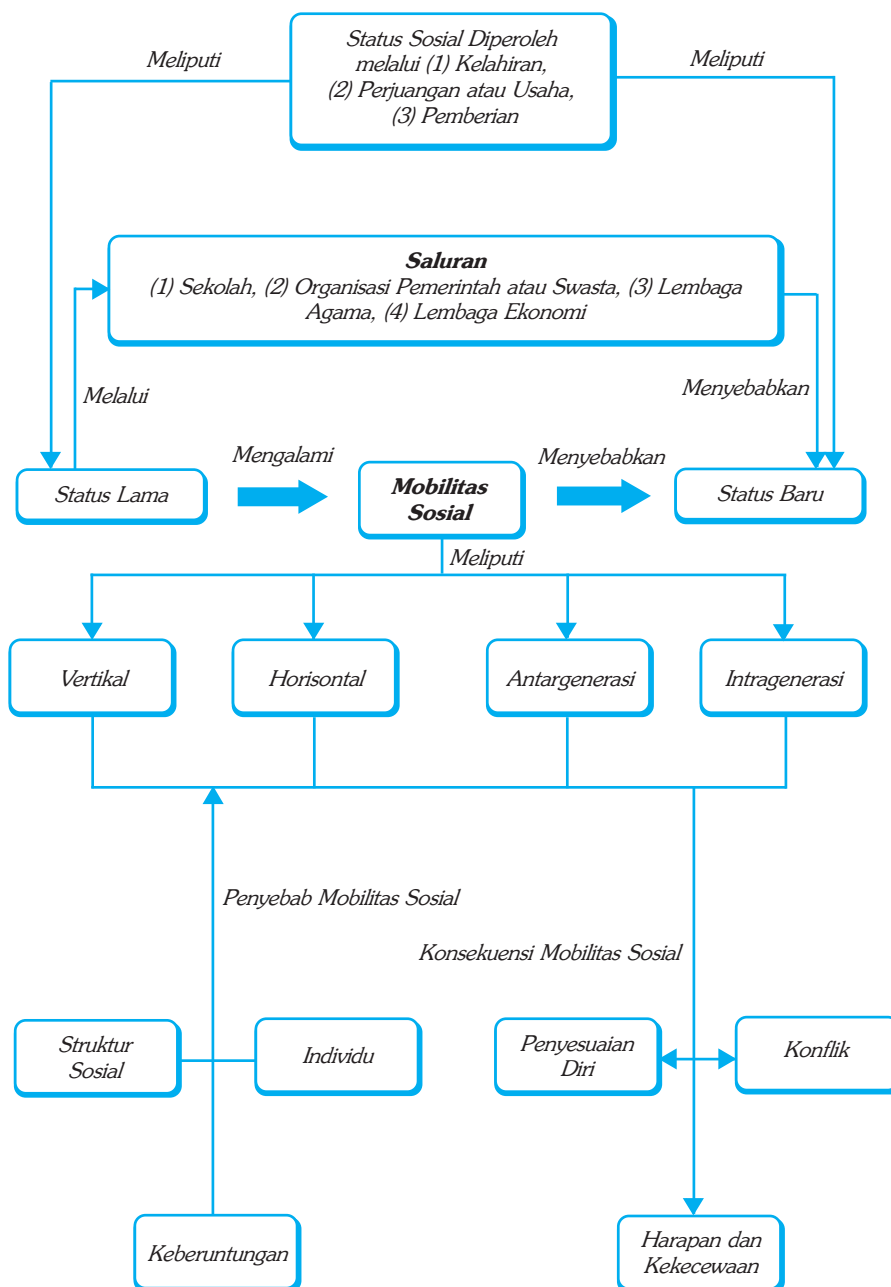 Status Sosial Diperoleh
melalui (1) Kelahiran,
(2) Perjuangan atau Usaha,
(3) Pemberian
Meliputi
Meliputi
Saluran
(1) Sekolah, (2) Organisasi Pemerintah atau Swasta, (3) Lembaga
Agama, (4) Lembaga Ekonomi
Melalui
Menyebabkan
Status Lama
Mengalami
Mobilitas
Sosial
Menyebabkan
Status Baru
Meliputi
Vertikal
Horisontal
Antargenerasi
Intragenerasi
Penyebab Mobilitas Sosial
Konsekuensi Mobilitas Sosial
Struktur
Sosial
Individu
Penyesuaian
Diri
Konflik
Keberuntungan
Harapan dan
Kekecewaan